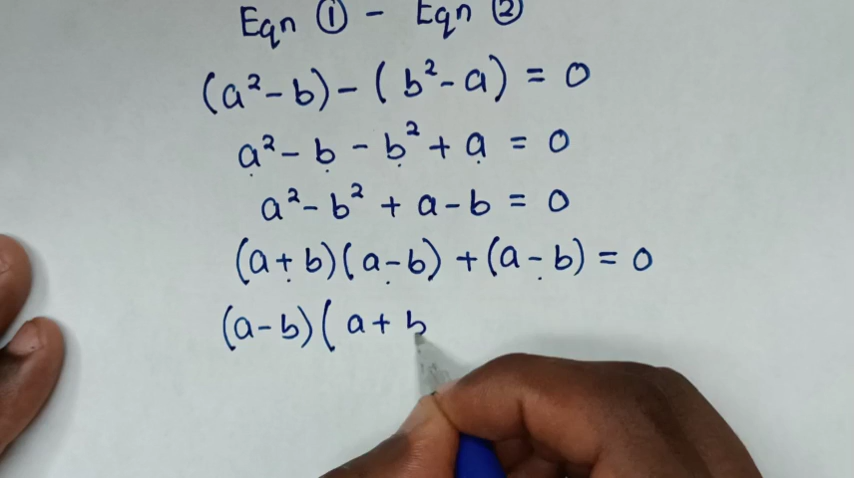 Eqn ① - Eqn ②
(a² - b) - (b² - a) = 0
a² - b - b² + a = 0
a² - b² + a - b = 0
(a + b)(a - b) + (a - b) = 0
(a - b)(a + b